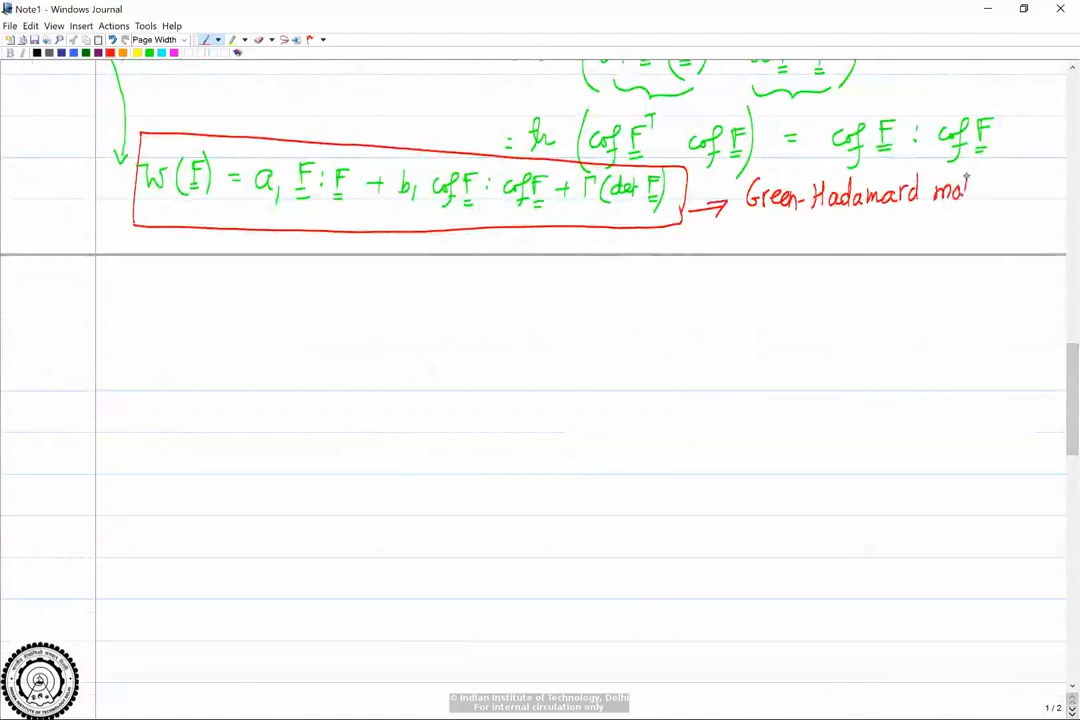 Note1 - Windows Journal
File Edit View Insert Actions Tools Help
Page Width
B I
= tr (cof F^T cof F) = cof F : cof F
W (F) = a₁ F : F + b₁ cof F : cof F + Γ(det F) → Green-Hadamard mat
© Indian Institute of Technology, Delhi
For internal circulation only
1 / 2